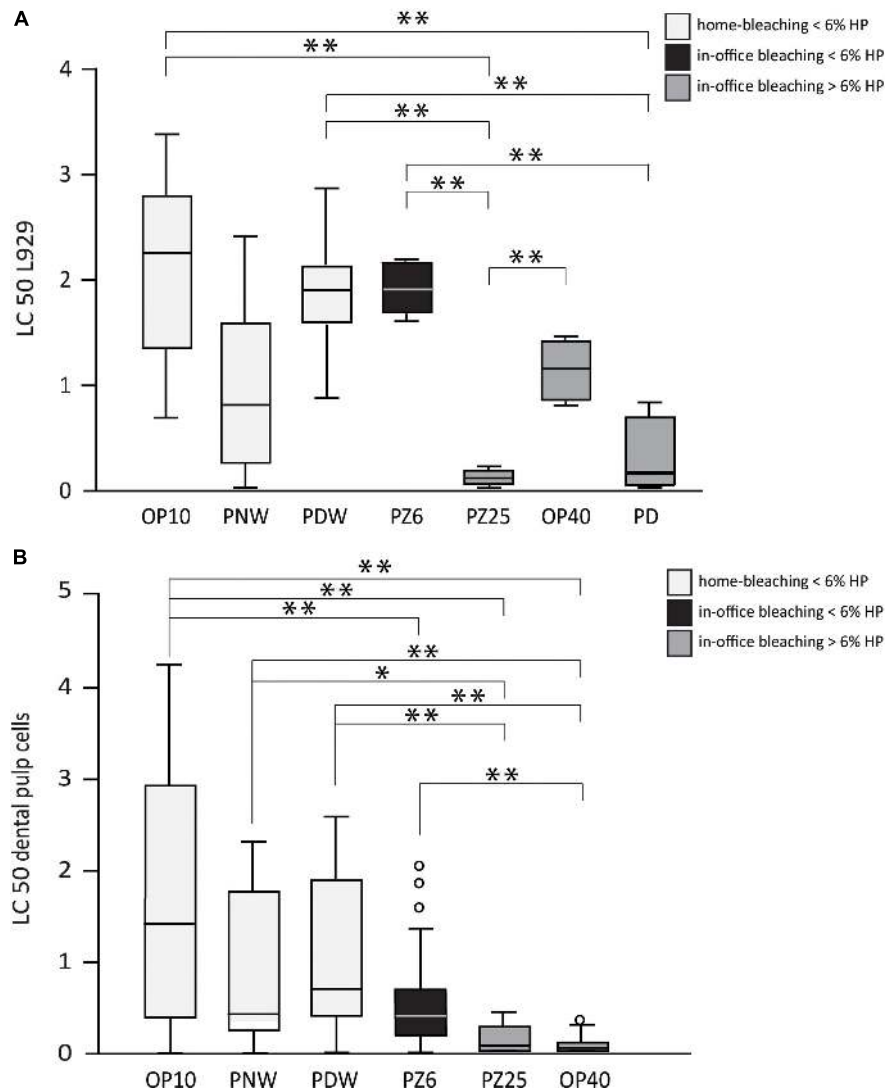 A
home-bleaching < 6% HP
in-office bleaching < 6% HP
in-office bleaching > 6% HP
**
**
**
**
**
**
**
4
3
2
1
0
LC 50 L929
OP10 PNW PDW PZ6 PZ25 OP40 PD
B
home-bleaching < 6% HP
in-office bleaching < 6% HP
in-office bleaching > 6% HP
**
**
**
**
*
**
**
**
5
4
3
2
1
0
LC 50 dental pulp cells
OP10 PNW PDW PZ6 PZ25 OP40